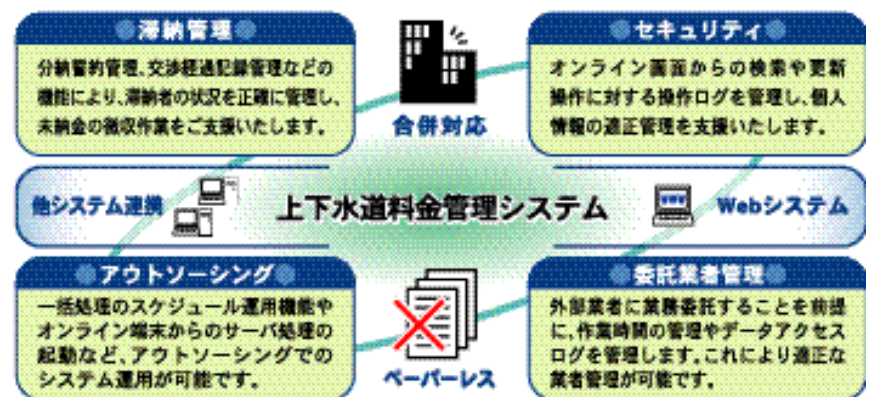 滞納管理
分納誓約管理、交渉経過記録管理などの
機能により、滞納者の状況を正確に管理し、
未納金の徴収作業をご支援いたします。
合併対応
セキュリティ
オンライン画面からの検索や更新
操作に対する操作ログを管理し、個人
情報の適正管理を支援いたします。
他システム連携
上下水道料金管理システム
Webシステム
アウトソーシング
一括処理のスケジュール運用機能や
オンライン端末からのサーバ処理の
起動など、アウトソーシングでの
システム運用が可能です。
ペーパーレス
委託業者管理
外部業者に業務委託することを前提
に、作業時間の管理やデータアクセス
ログを管理します。これにより適正な
業者管理が可能です。